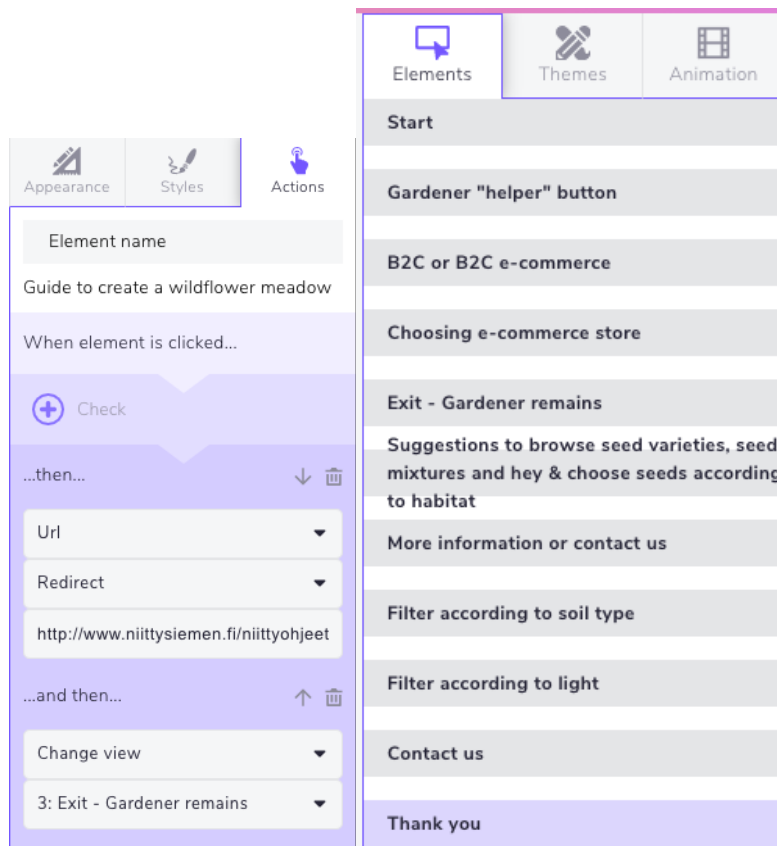 Appearance
Styles
Actions
Element name
Guide to create a wildflower meadow
When element is clicked...
Check
...then...
Url
Redirect
http://www.niittysiemen.fi/niittyohjeet
...and then...
Change view
3: Exit - Gardener remains
Elements
Themes
Animation
Start
Gardener "helper" button
B2C or B2C e-commerce
Choosing e-commerce store
Exit - Gardener remains
Suggestions to browse seed varieties, seed
mixtures and hey & choose seeds according
to habitat
More information or contact us
Filter according to soil type
Filter according to light
Contact us
Thank you